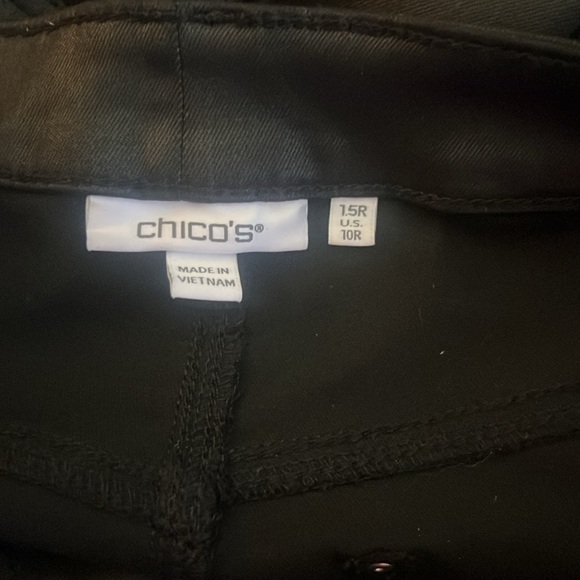 chico's®
1.5R
U.S.
10R
MADE IN
VIETNAM